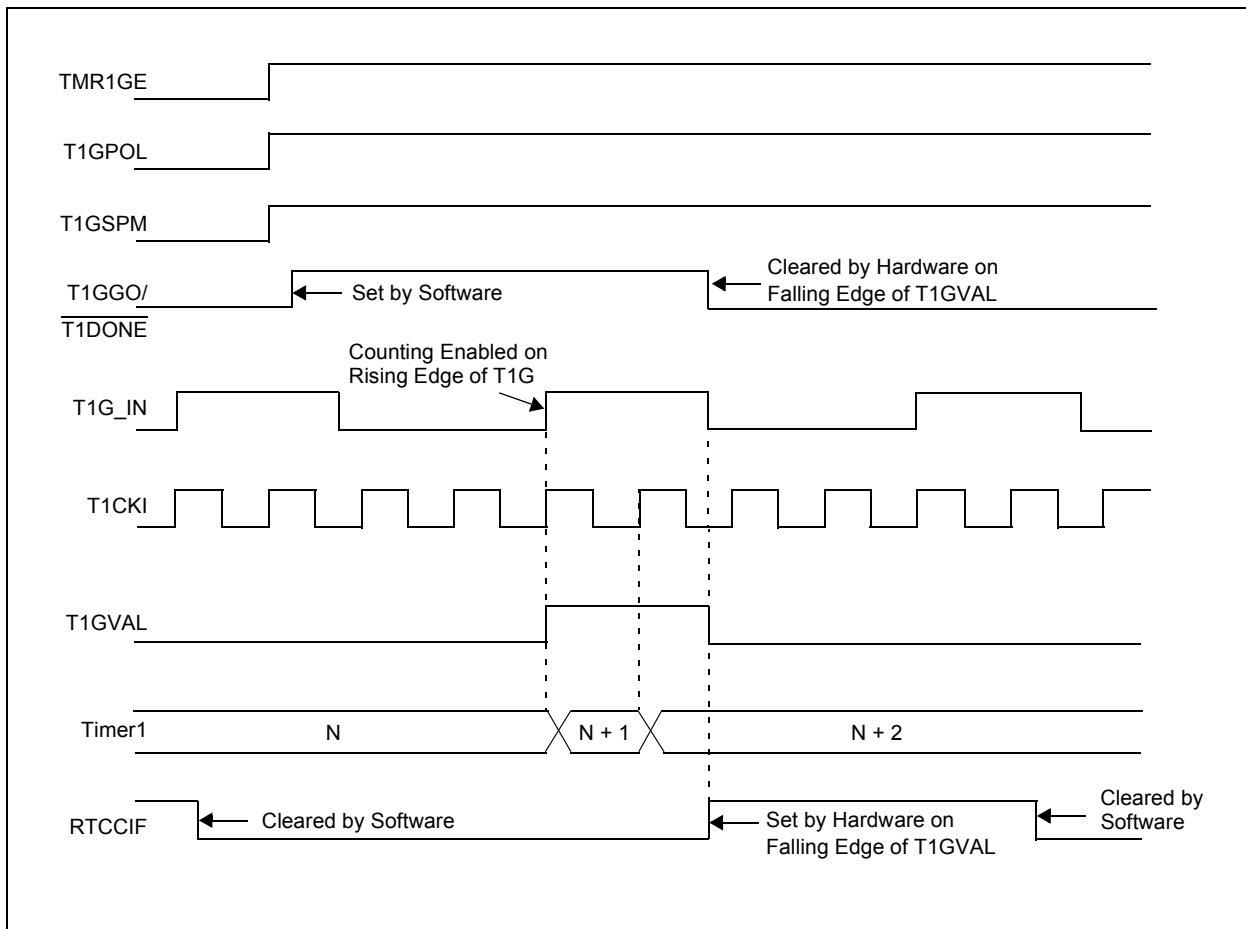 TMR1GE
T1GPOL
T1GSPM
T1GGO/
T1DONE
Set by Software
Cleared by Hardware on
Falling Edge of T1GVAL
Counting Enabled on
Rising Edge of T1G
T1G_IN
T1CKI
T1GVAL
Timer1
N
N + 1
N + 2
RTCCIF
Cleared by Software
Set by Hardware on
Falling Edge of T1GVAL
Cleared by
Software